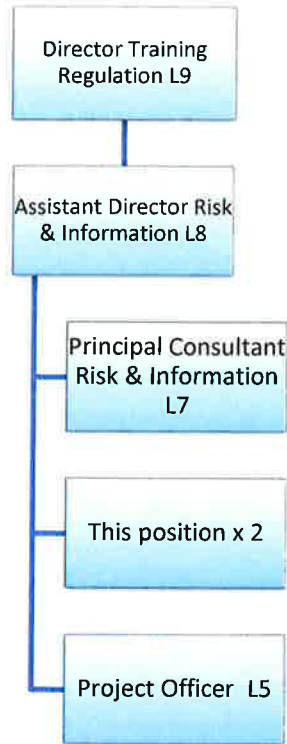 Director Training
Regulation L9
Assistant Director Risk
& Information L8
Principal Consultant
Risk & Information
L7
This position x 2
Project Officer L5